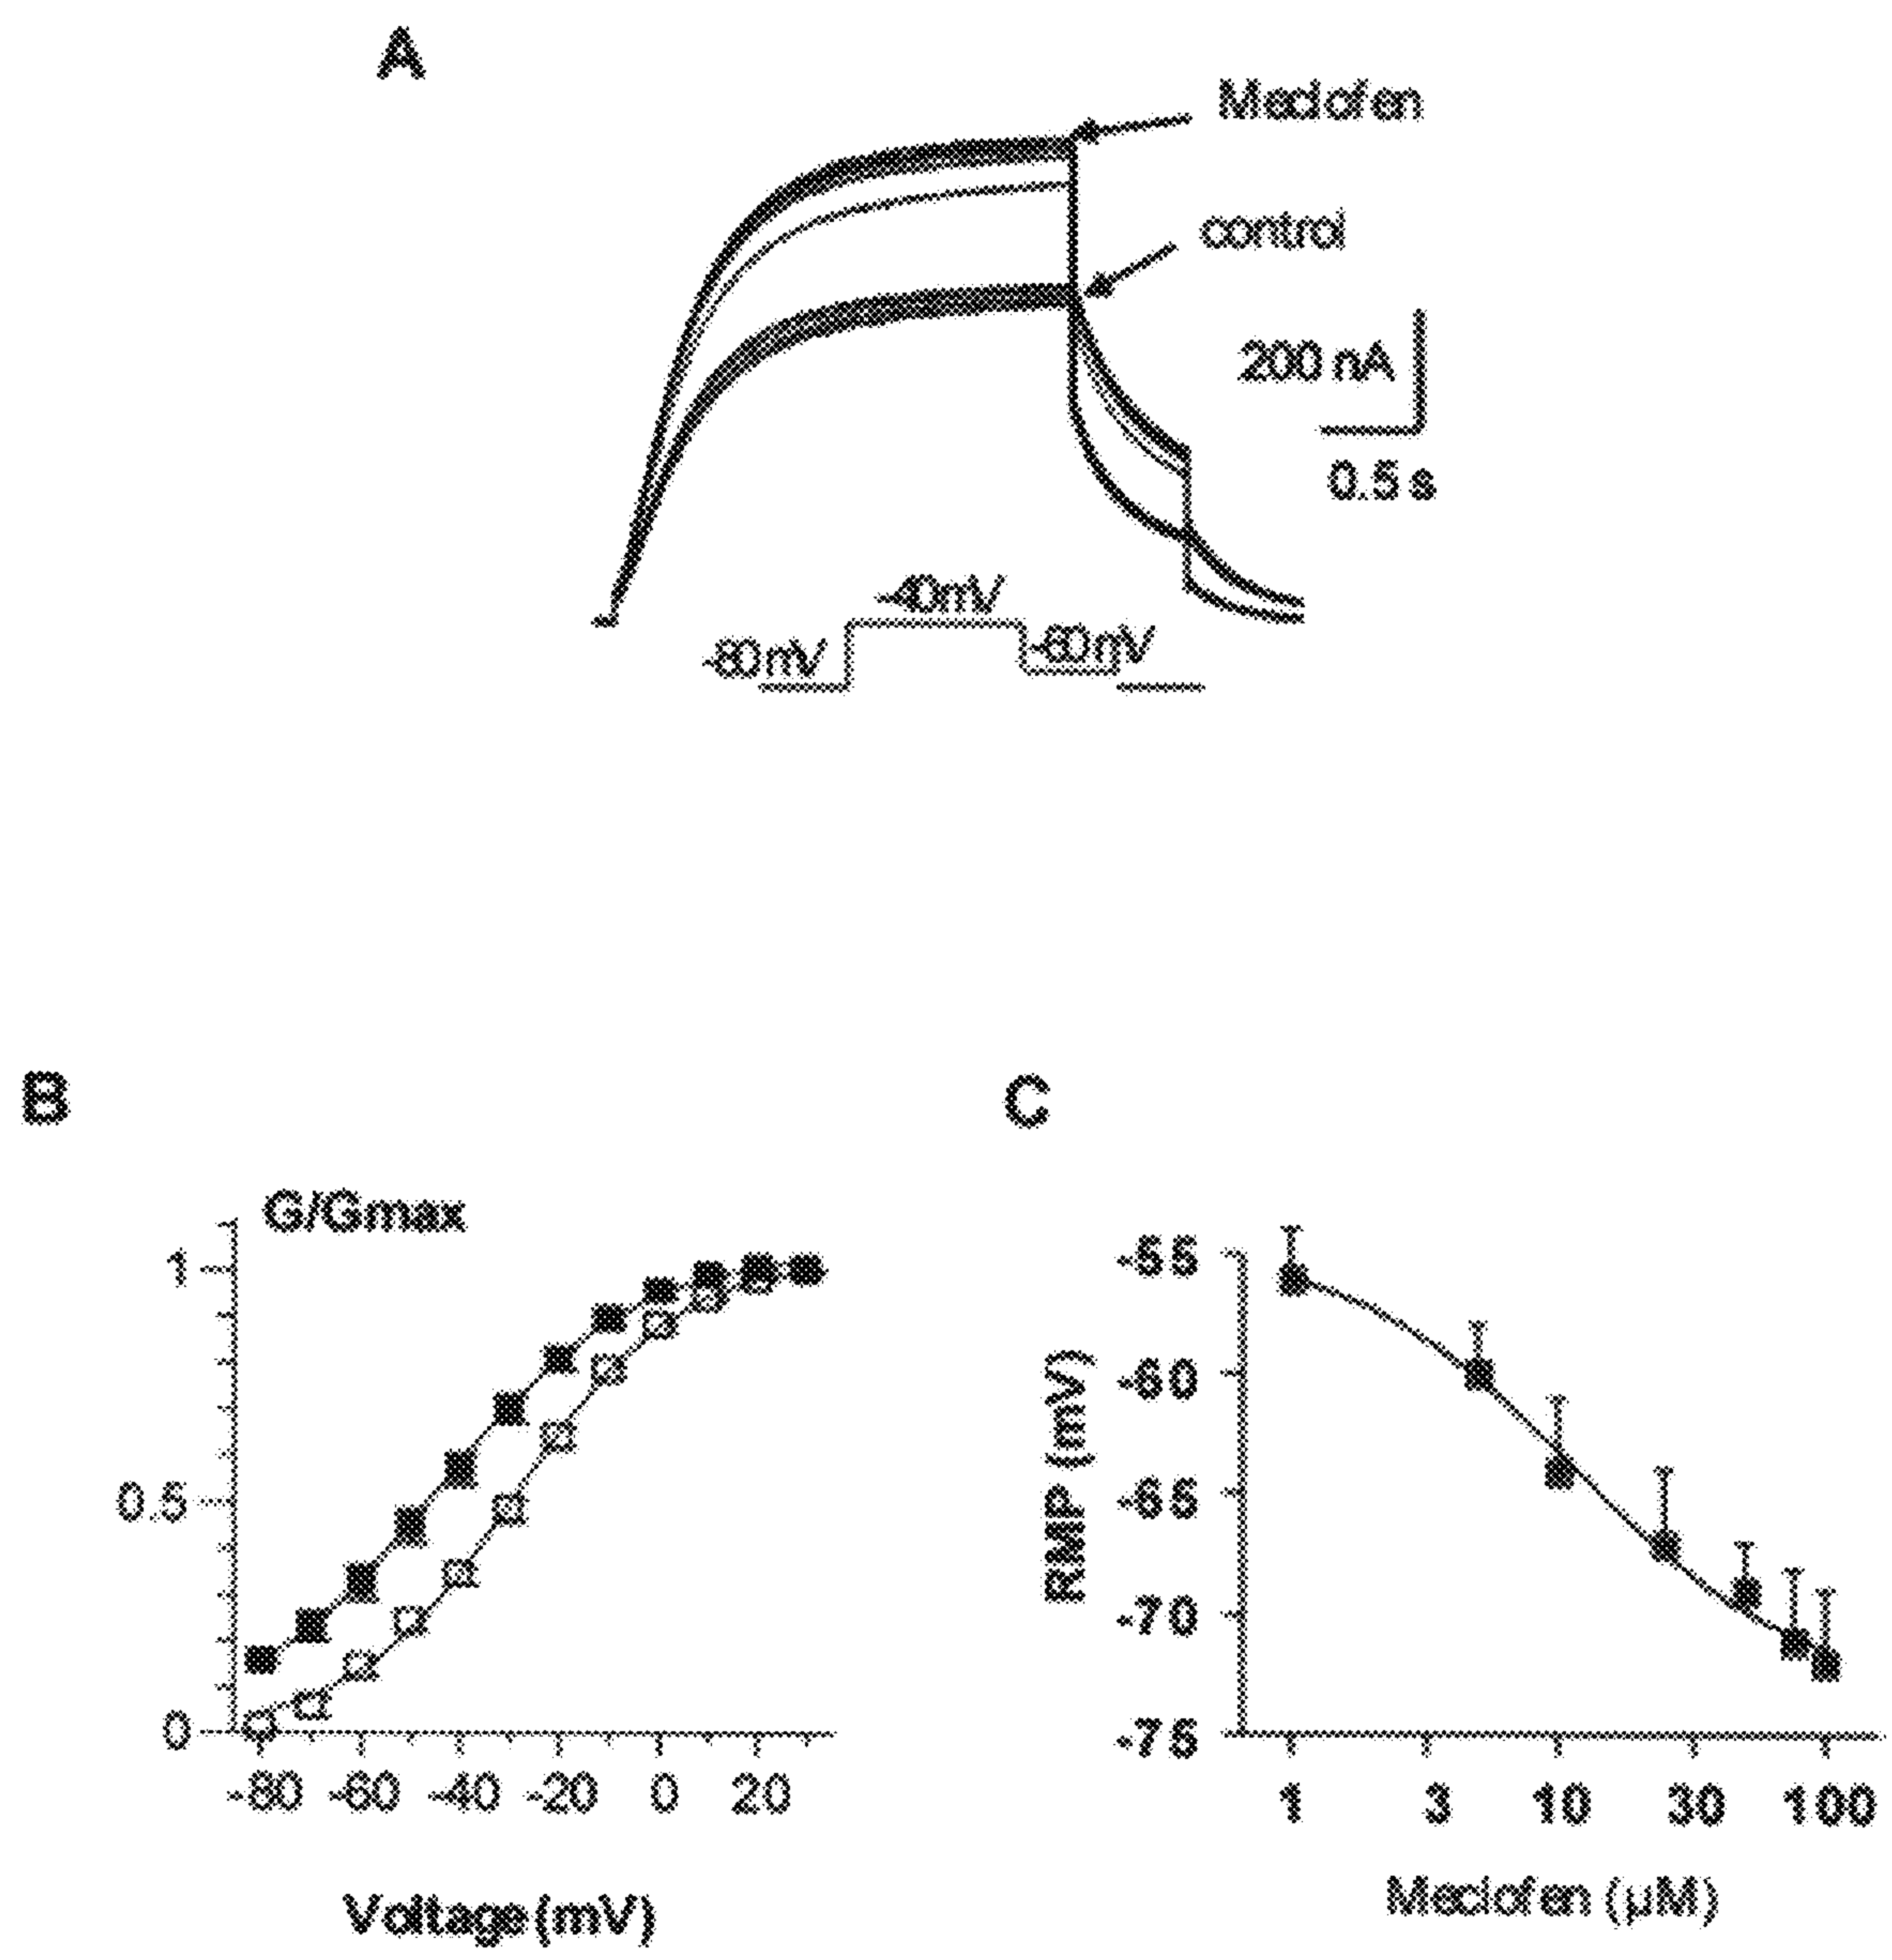 A
Meclofen
control
200 nA
0.5 s
-40mV
-80mV
-60mV
B
C
G/Gmax
1
0.5
0
-80 -60 -40 -20 0 20
Voltage (mV)
-55
-60
-65
-70
-75
RMP (mV)
1 3 10 30 100
Meclofen (µM)